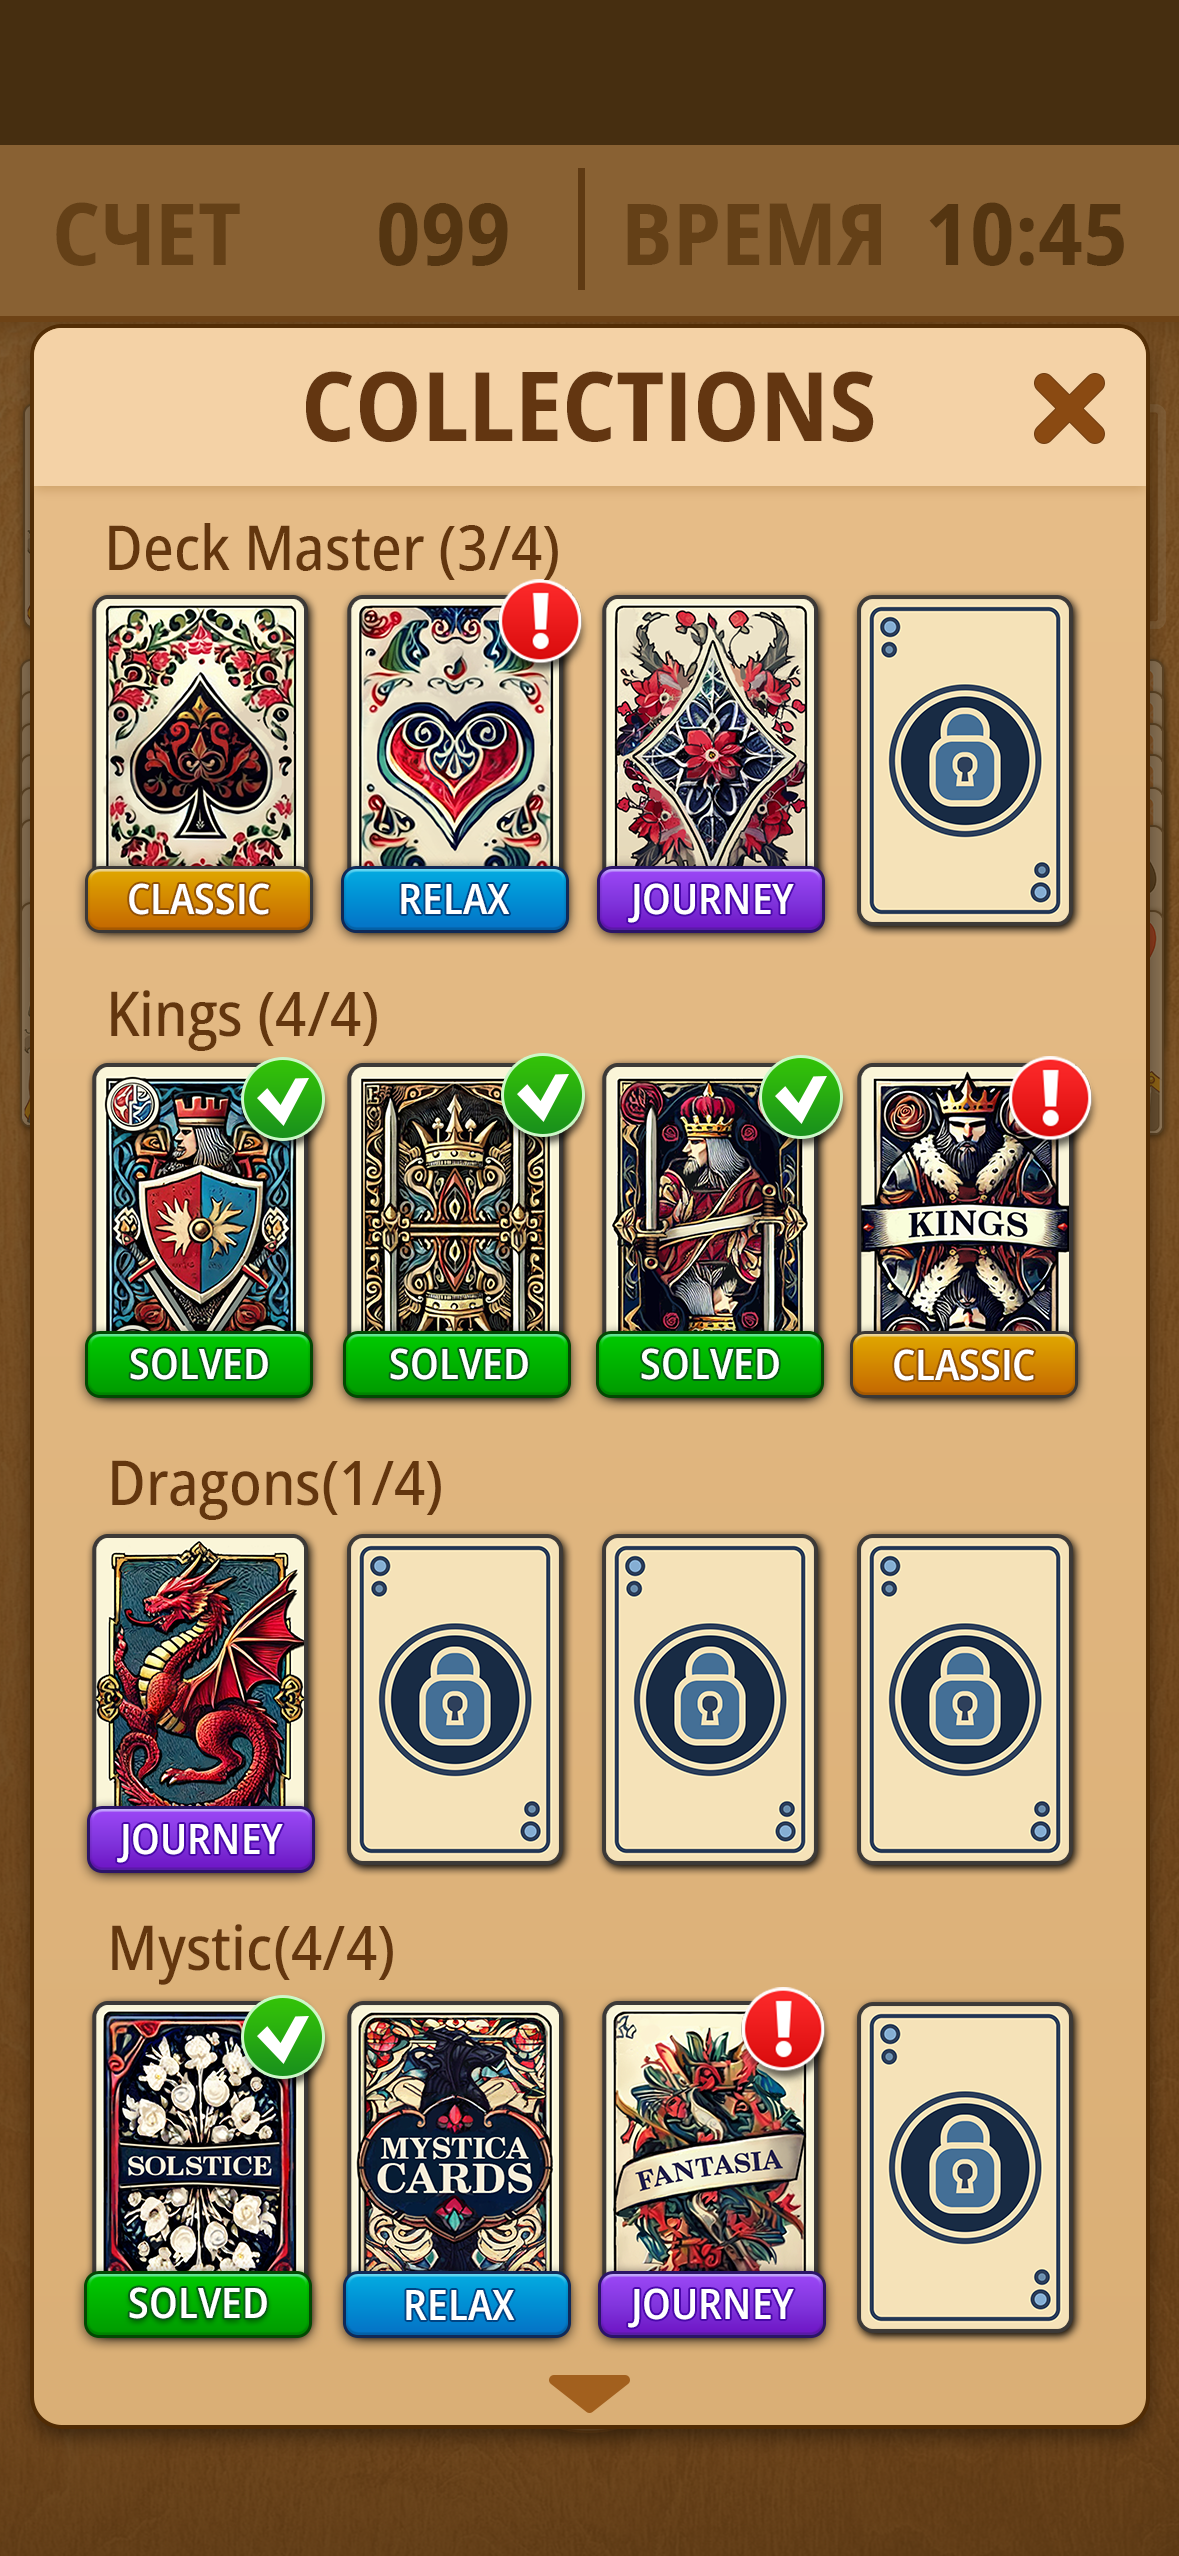 СЧЕТ 099 ВРЕМЯ 10:45
COLLECTIONS
Deck Master (3/4)
CLASSIC RELAX JOURNEY
Kings (4/4)
KINGS
SOLVED SOLVED SOLVED CLASSIC
Dragons(1/4)
JOURNEY
Mystic(4/4)
SOLSTICE
MYSTICA
CARDS
FANTASIA
SOLVED RELAX JOURNEY